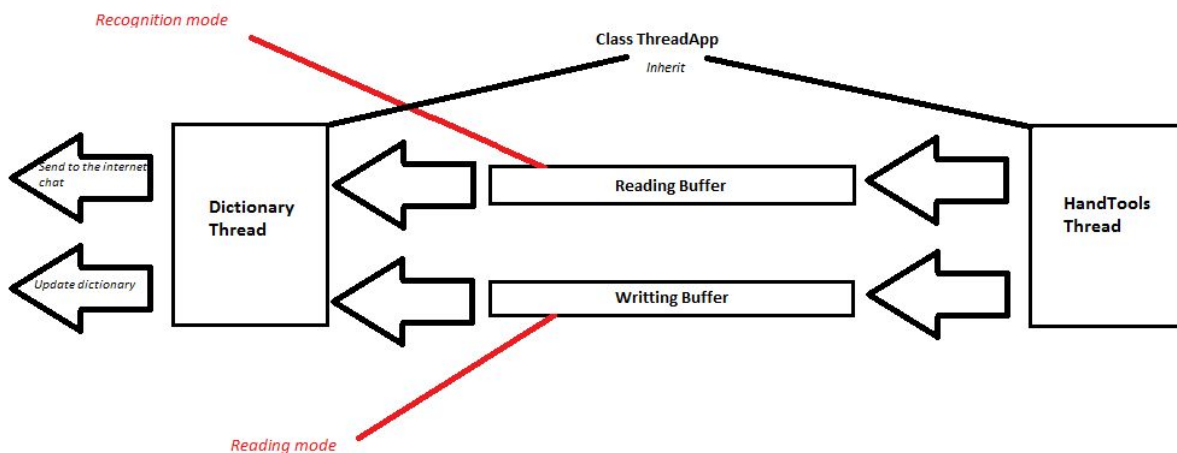 Recognition mode
Class ThreadApp
Inherit
Send to the internet
chat
Dictionary
Thread
Reading Buffer
HandTools
Thread
Update dictionary
Writting Buffer
Reading mode